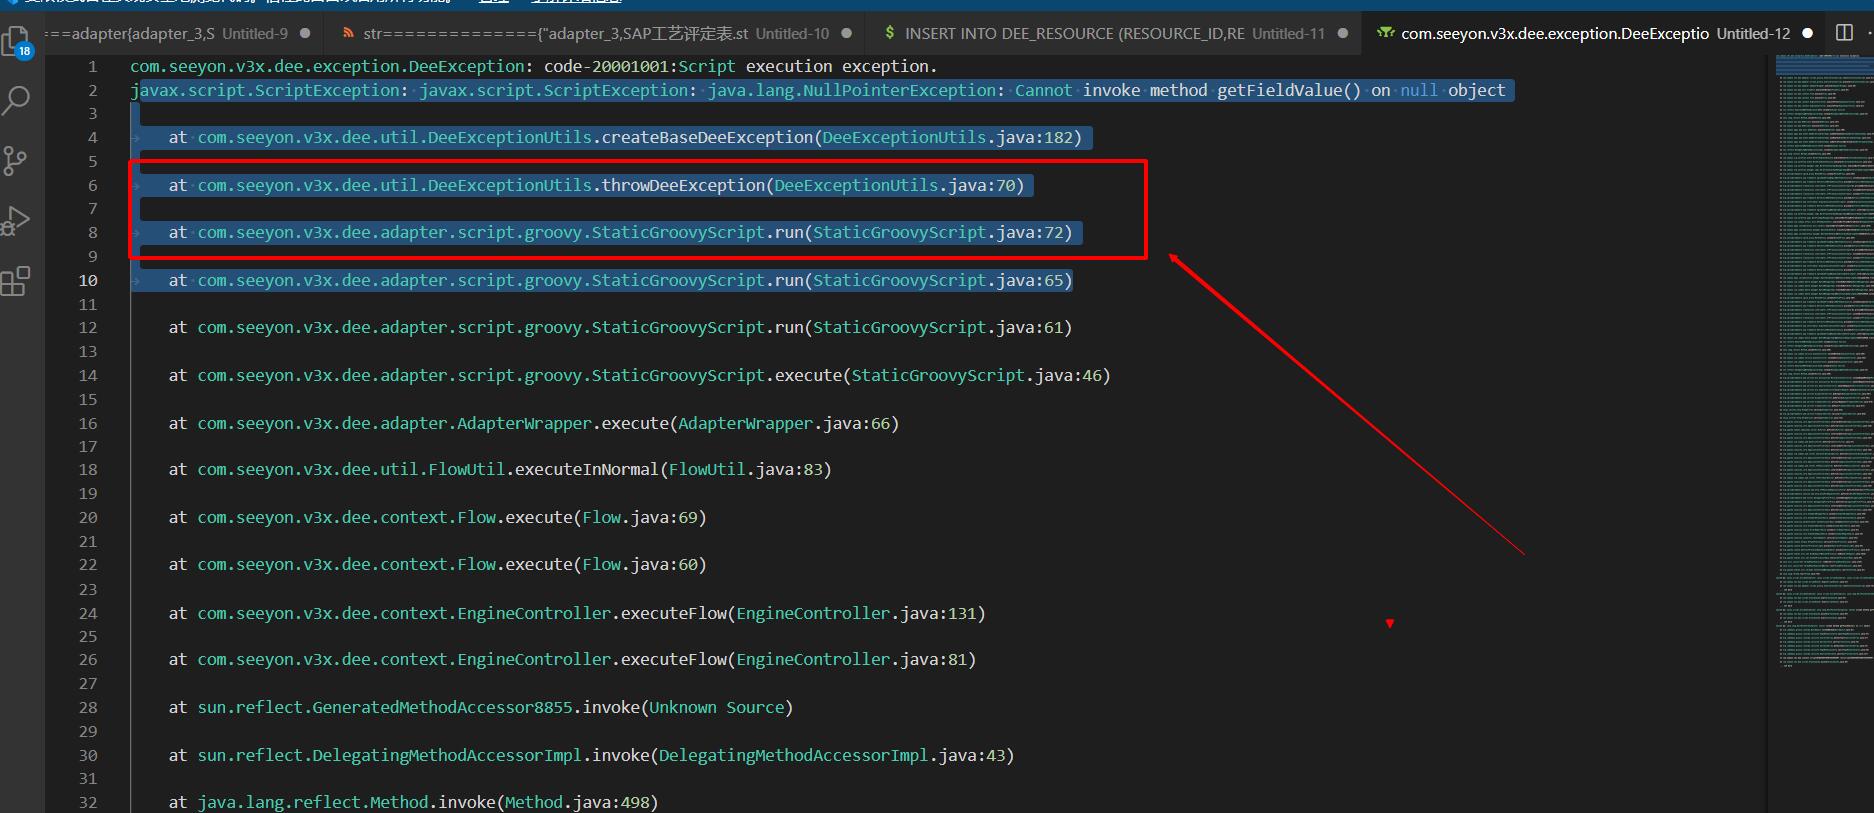 ===adapter{adapter_3,S Untitled-9
str=============={"adapter_3,SAP工艺评定表.st Untitled-10
$ INSERT INTO DEE_RESOURCE (RESOURCE_ID,RE Untitled-11
com.seeyon.v3x.dee.exception.DeeExceptio Untitled-12
18
1 com.seeyon.v3x.dee.exception.DeeException: code-20001001:Script execution exception.
2 javax.script.ScriptException: javax.script.ScriptException: java.lang.NullPointerException: Cannot invoke method getFieldValue() on null object
3
4 at com.seeyon.v3x.dee.util.DeeExceptionUtils.createBaseDeeException(DeeExceptionUtils.java:182)
5
6 at com.seeyon.v3x.dee.util.DeeExceptionUtils.throwDeeException(DeeExceptionUtils.java:70)
7
8 at com.seeyon.v3x.dee.adapter.script.groovy.StaticGroovyScript.run(StaticGroovyScript.java:72)
9
10 at com.seeyon.v3x.dee.adapter.script.groovy.StaticGroovyScript.run(StaticGroovyScript.java:65)
11
12 at com.seeyon.v3x.dee.adapter.script.groovy.StaticGroovyScript.run(StaticGroovyScript.java:61)
13
14 at com.seeyon.v3x.dee.adapter.script.groovy.StaticGroovyScript.execute(StaticGroovyScript.java:46)
15
16 at com.seeyon.v3x.dee.adapter.AdapterWrapper.execute(AdapterWrapper.java:66)
17
18 at com.seeyon.v3x.dee.util.FlowUtil.executeInNormal(FlowUtil.java:83)
19
20 at com.seeyon.v3x.dee.context.Flow.execute(Flow.java:69)
21
22 at com.seeyon.v3x.dee.context.Flow.execute(Flow.java:60)
23
24 at com.seeyon.v3x.dee.context.EngineController.executeFlow(EngineController.java:131)
25
26 at com.seeyon.v3x.dee.context.EngineController.executeFlow(EngineController.java:81)
27
28 at sun.reflect.GeneratedMethodAccessor8855.invoke(Unknown Source)
29
30 at sun.reflect.DelegatingMethodAccessorImpl.invoke(DelegatingMethodAccessorImpl.java:43)
31
32 at java.lang.reflect.Method.invoke(Method.java:498)